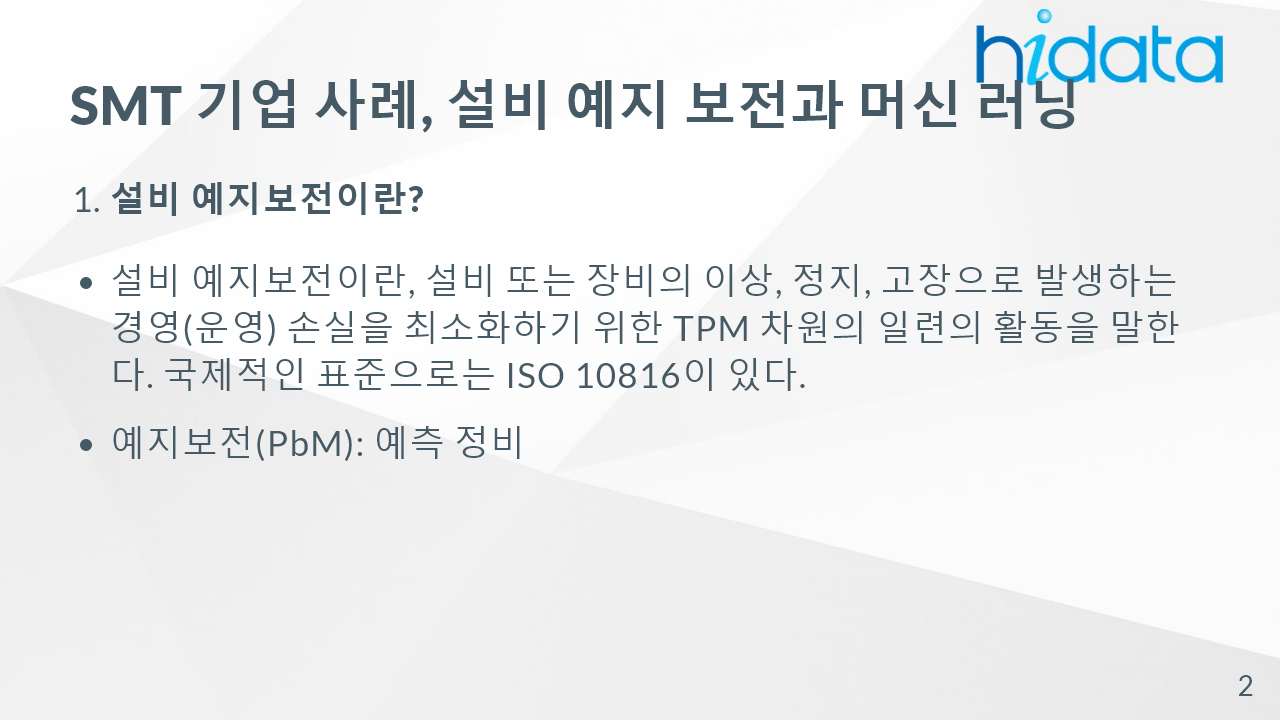 hidata
SMT 기업 사례, 설비 예지 보전과 머신 러닝
1. 설비 예지보전이란?
• 설비 예지보전이란, 설비 또는 장비의 이상, 정지, 고장으로 발생하는
경영(운영) 손실을 최소화하기 위한 TPM 차원의 일련의 활동을 말한
다. 국제적인 표준으로는 ISO 10816이 있다.
• 예지보전(PbM): 예측 정비
2